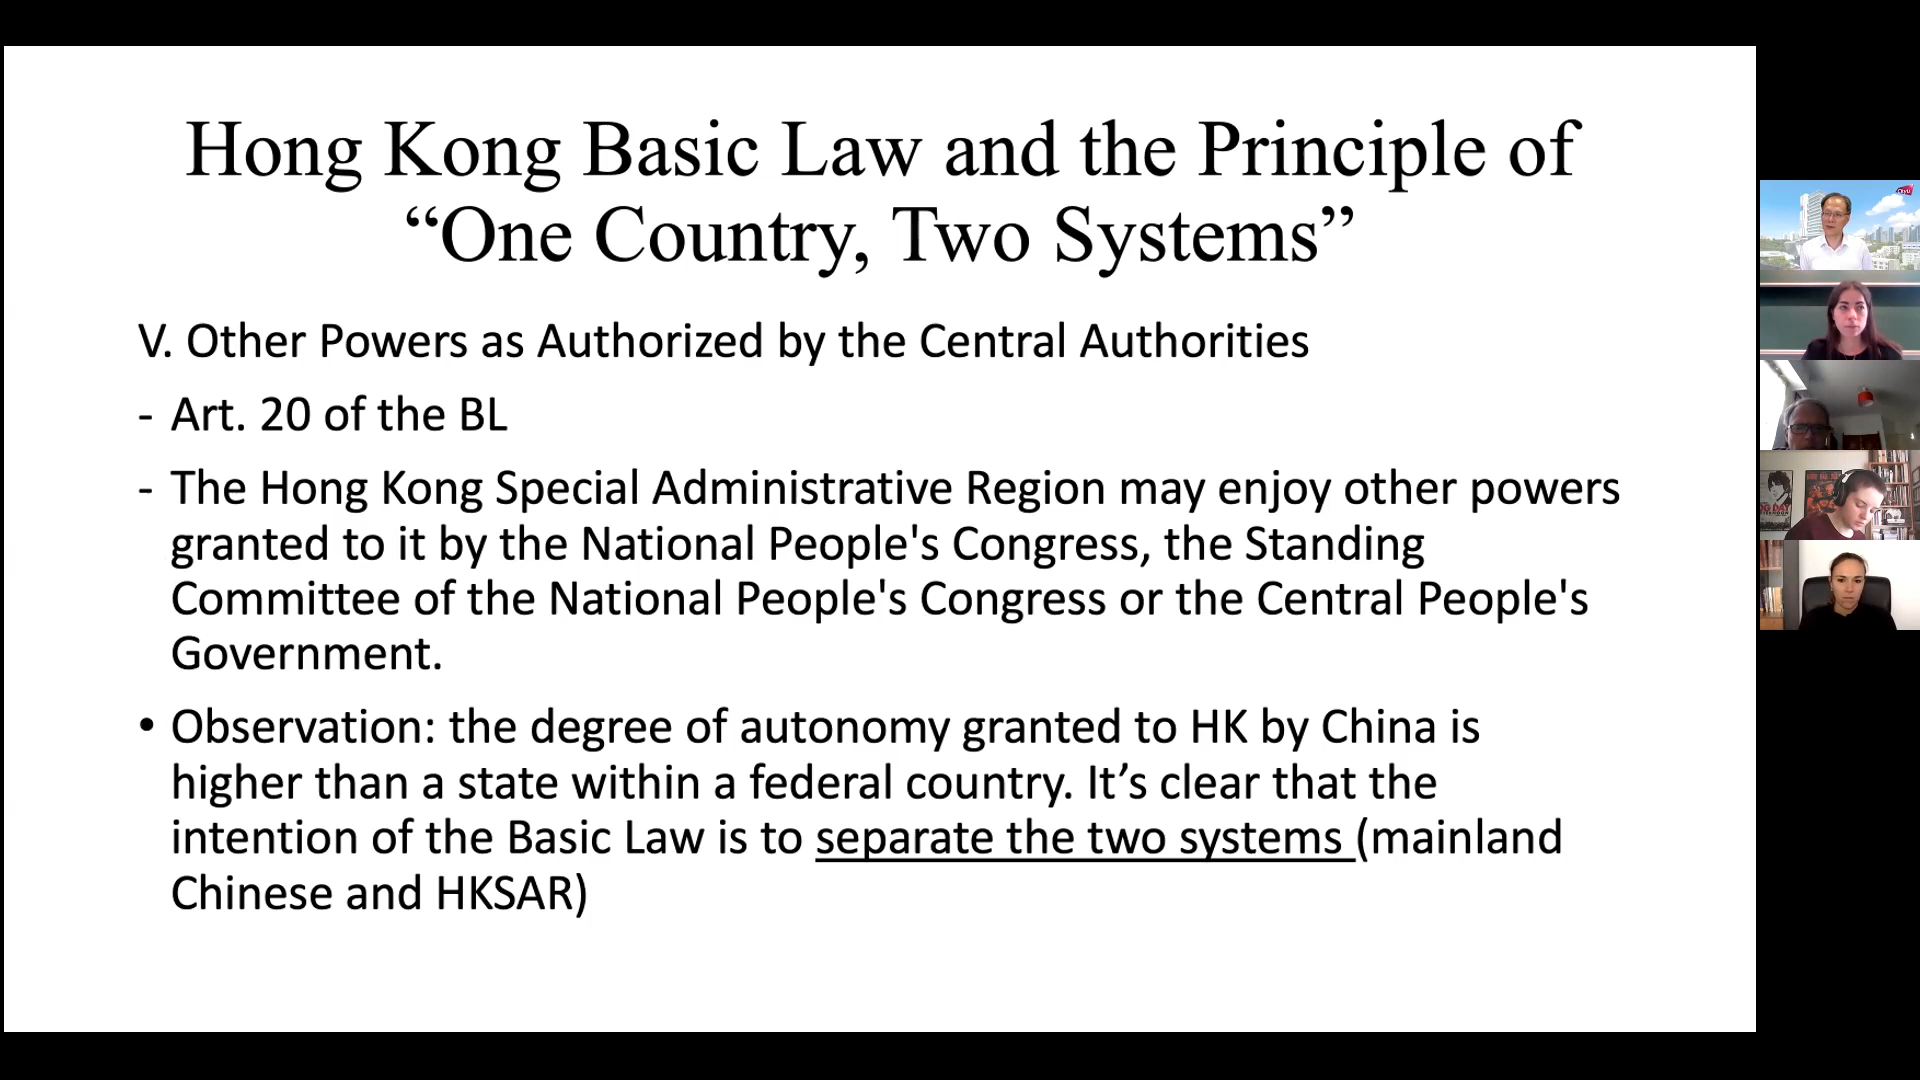 Hong Kong Basic Law and the Principle of
“One Country, Two Systems”
V. Other Powers as Authorized by the Central Authorities
- Art. 20 of the BL
- The Hong Kong Special Administrative Region may enjoy other powers
granted to it by the National People's Congress, the Standing
Committee of the National People's Congress or the Central People's
Government.
• Observation: the degree of autonomy granted to HK by China is
higher than a state within a federal country. It’s clear that the
intention of the Basic Law is to separate the two systems (mainland
Chinese and HKSAR)